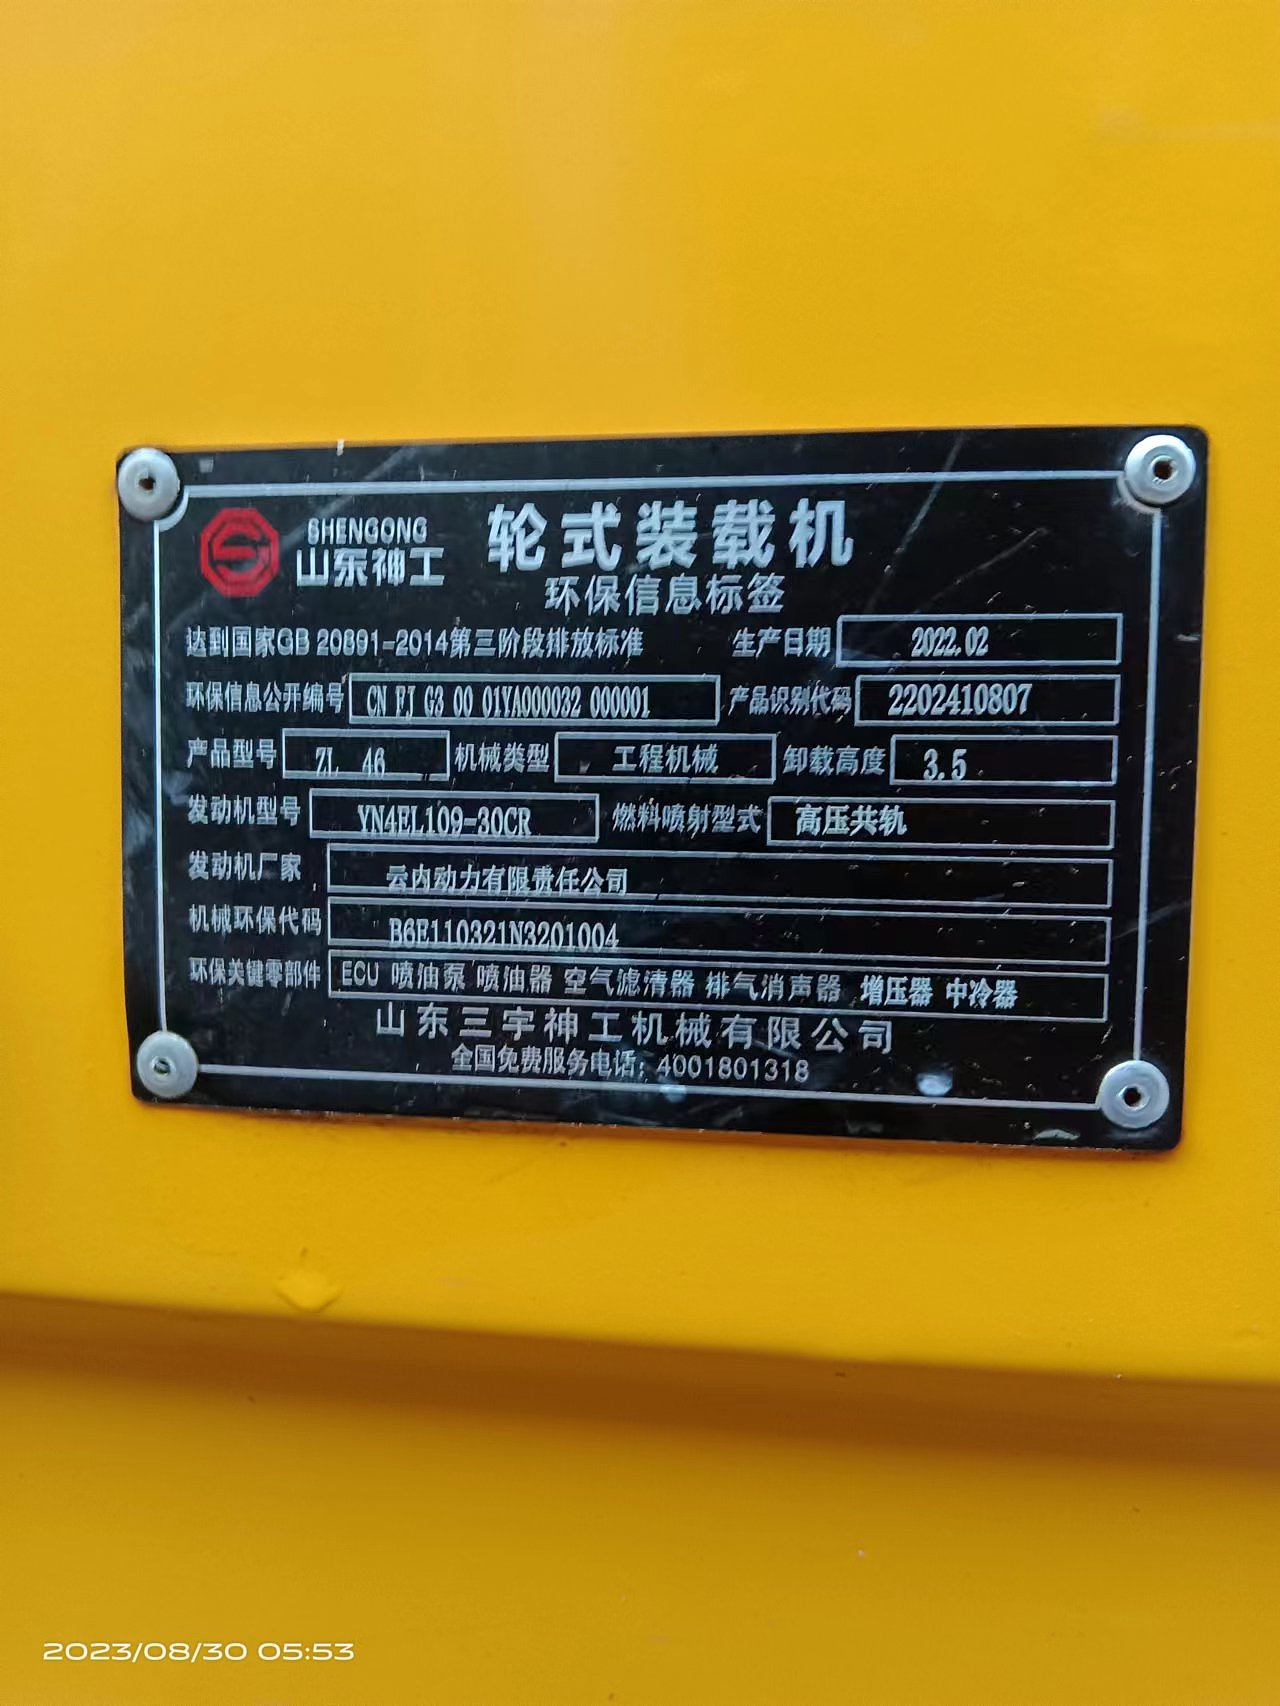 SHENGONG
山东神工
轮式装载机
环保信息标签
达到国家GB 20891-2014第三阶段排放标准 生产日期 2022.02
环保信息公开编号 CN FJ G3 00 01YA000032 000001 产品识别代码 2202410807
产品型号 ZL 46 机械类型 工程机械 卸载高度 3.5
发动机型号 YN4EL109-30CR 燃料喷射型式 高压共轨
发动机厂家 云内动力有限责任公司
机械环保代码 B6E110321N3201004
环保关键零部件 ECU 喷油泵 喷油器 空气滤清器 排气消声器 增压器 中冷器
山东三宇神工机械有限公司
全国免费服务电话：4001801318
2023/08/30 05:53